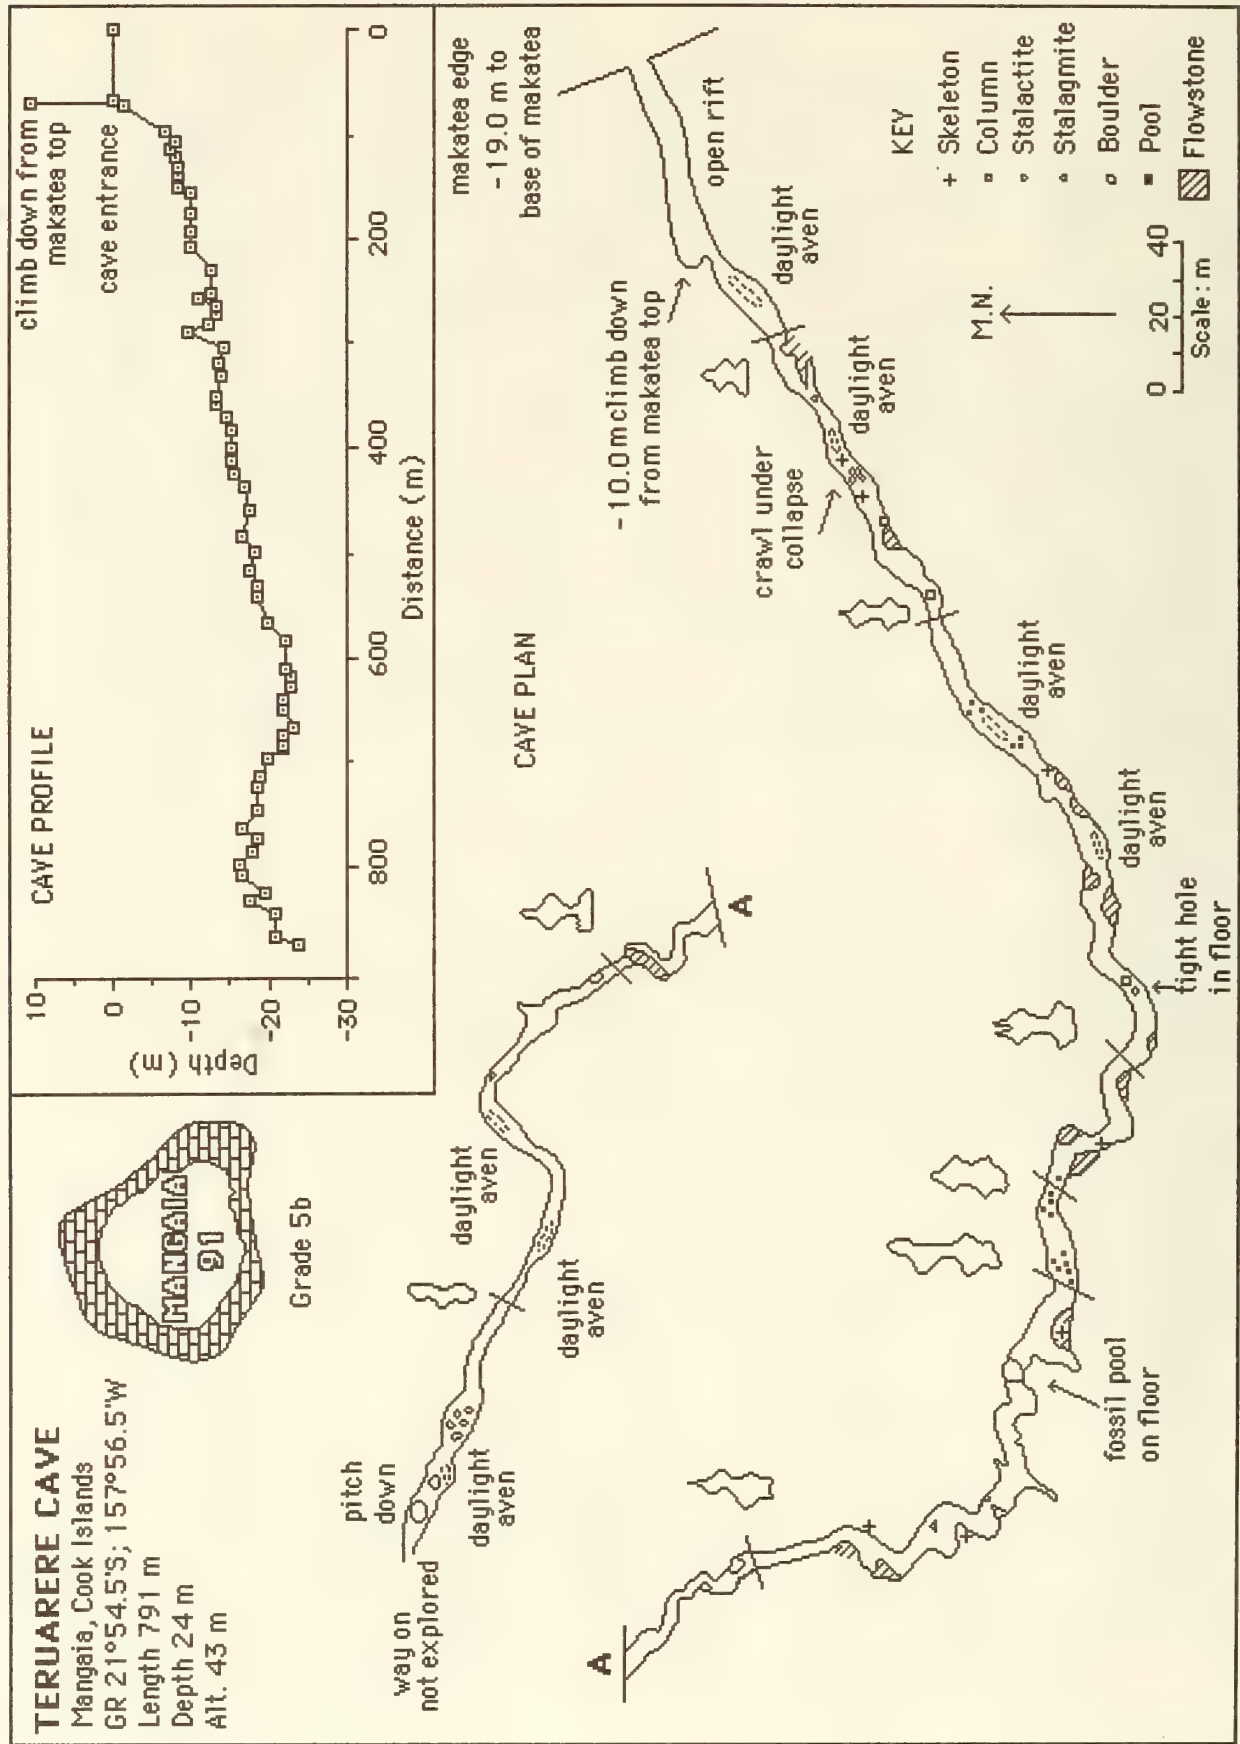 TERUARERE CAVE
Mangaia, Cook Islands
GR 21°54.5'S; 157°56.5'W
Length 791 m
Depth 24 m
Alt. 43 m
MANGAIA
91
Grade 5b
CAVE PROFILE
climb down from
makatea top
cave entrance
10
0
-10
-20
-30
Depth (m)
800
600
400
200
0
Distance (m)
pitch
down
way on
not explored
daylight
aven
daylight
aven
daylight
aven
A
CAVE PLAN
makatea edge
-19.0 m to
base of makatea
open rift
-10.0m climb down
from makatea top
daylight
aven
crawl under
collapse
daylight
aven
daylight
aven
daylight
aven
tight hole
in floor
fossil pool
on floor
A
M.N.
0 20 40
Scale: m
KEY
Skeleton
Column
Stalactite
Stalagmite
Boulder
Pool
Flowstone